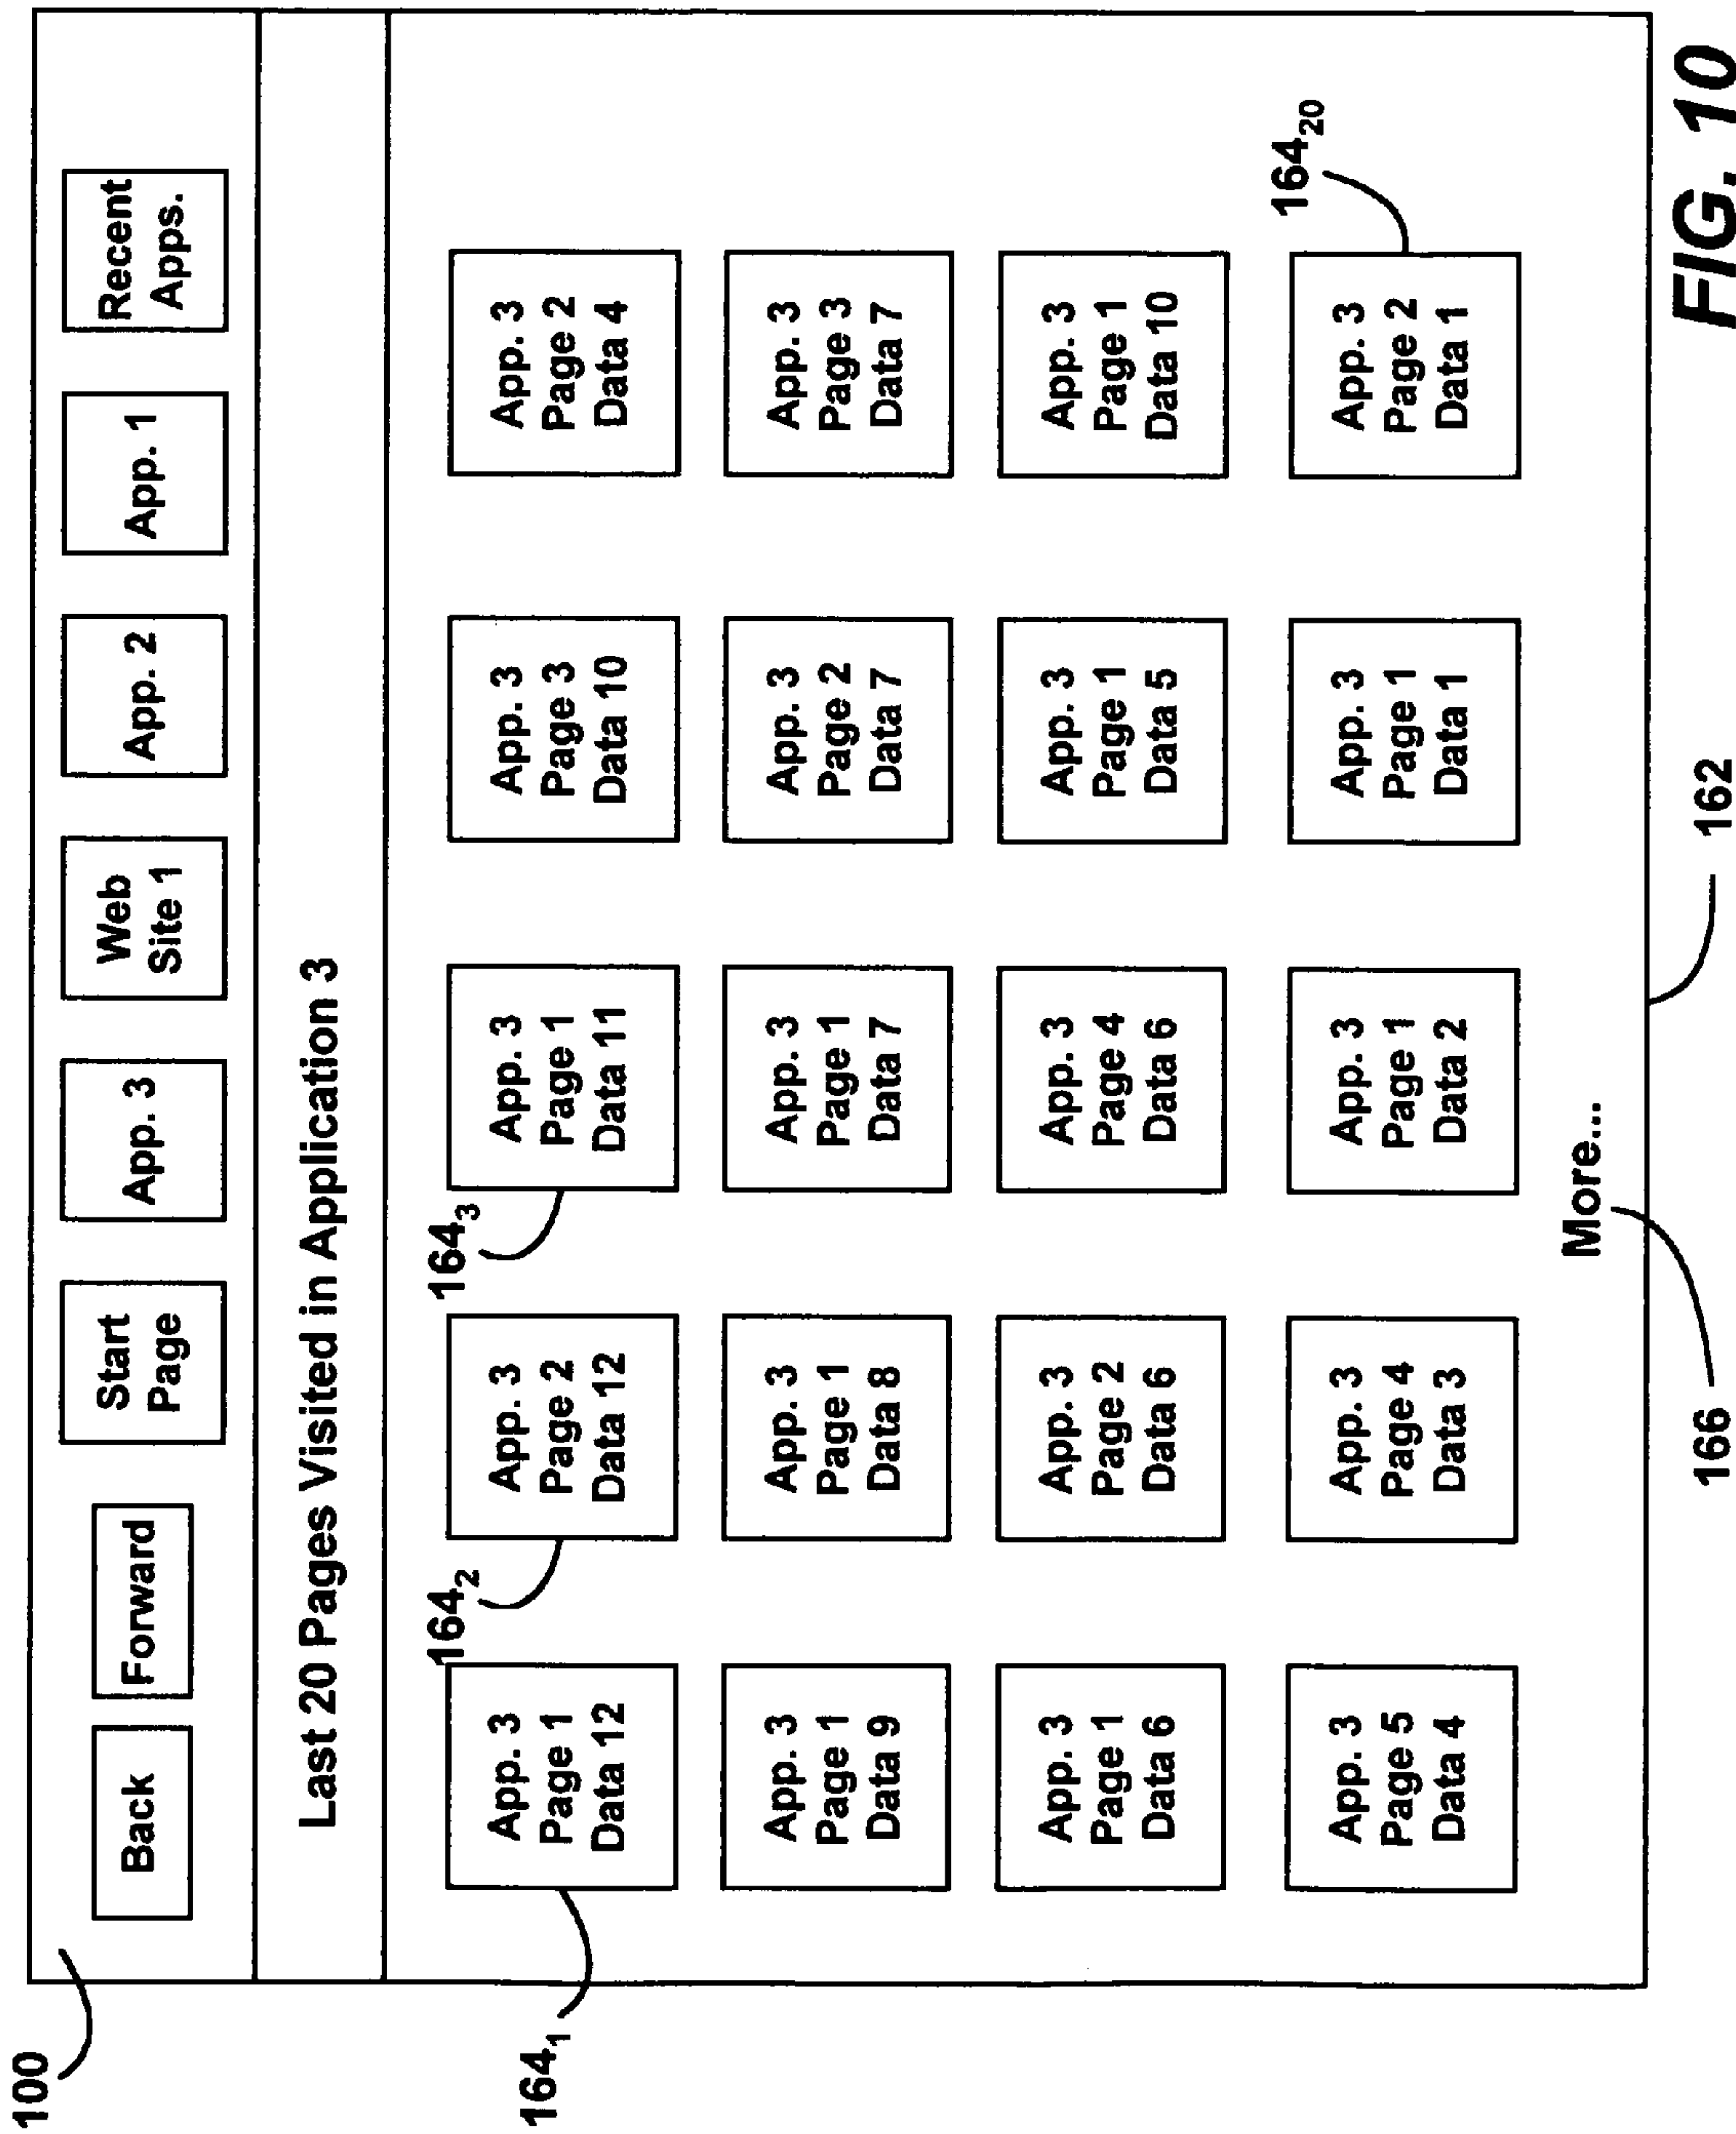 100
Back
Forward
Start
Page
App. 3
Web
Site 1
App. 2
App. 1
Recent
Apps.
Last 20 Pages Visited in Application 3
164₁
App. 3
Page 1
Data 12
164₂
App. 3
Page 2
Data 12
164₃
App. 3
Page 1
Data 11
App. 3
Page 3
Data 10
App. 3
Page 2
Data 4
App. 3
Page 1
Data 9
App. 3
Page 1
Data 8
App. 3
Page 1
Data 7
App. 3
Page 2
Data 7
App. 3
Page 3
Data 7
App. 3
Page 1
Data 6
App. 3
Page 2
Data 6
App. 3
Page 4
Data 6
App. 3
Page 1
Data 5
App. 3
Page 1
Data 10
App. 3
Page 5
Data 4
App. 3
Page 4
Data 3
App. 3
Page 1
Data 2
App. 3
Page 1
Data 1
164₂₀
App. 3
Page 2
Data 1
More...
166
162
FIG. 10